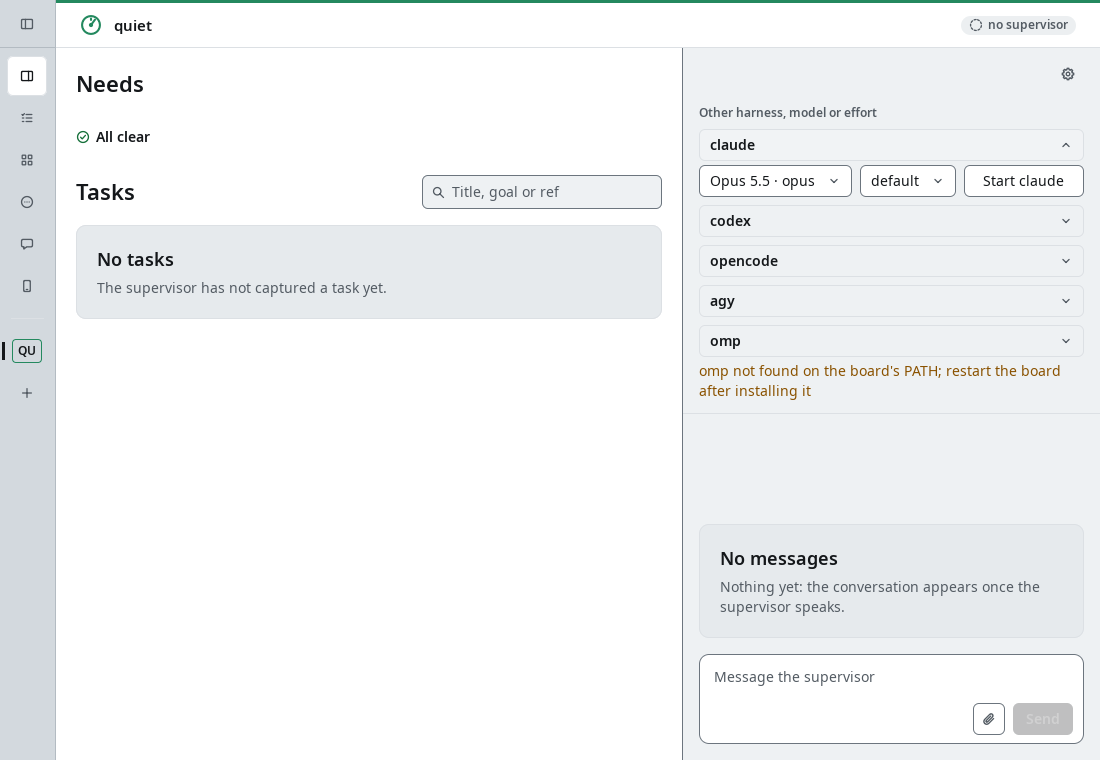 quiet
no supervisor
Needs
All clear
Tasks
Title, goal or ref
No tasks
The supervisor has not captured a task yet.
QU
Other harness, model or effort
claude
Opus 5.5 · opus
default
Start claude
codex
opencode
agy
omp
omp not found on the board's PATH; restart the board
after installing it
No messages
Nothing yet: the conversation appears once the
supervisor speaks.
Message the supervisor
Send